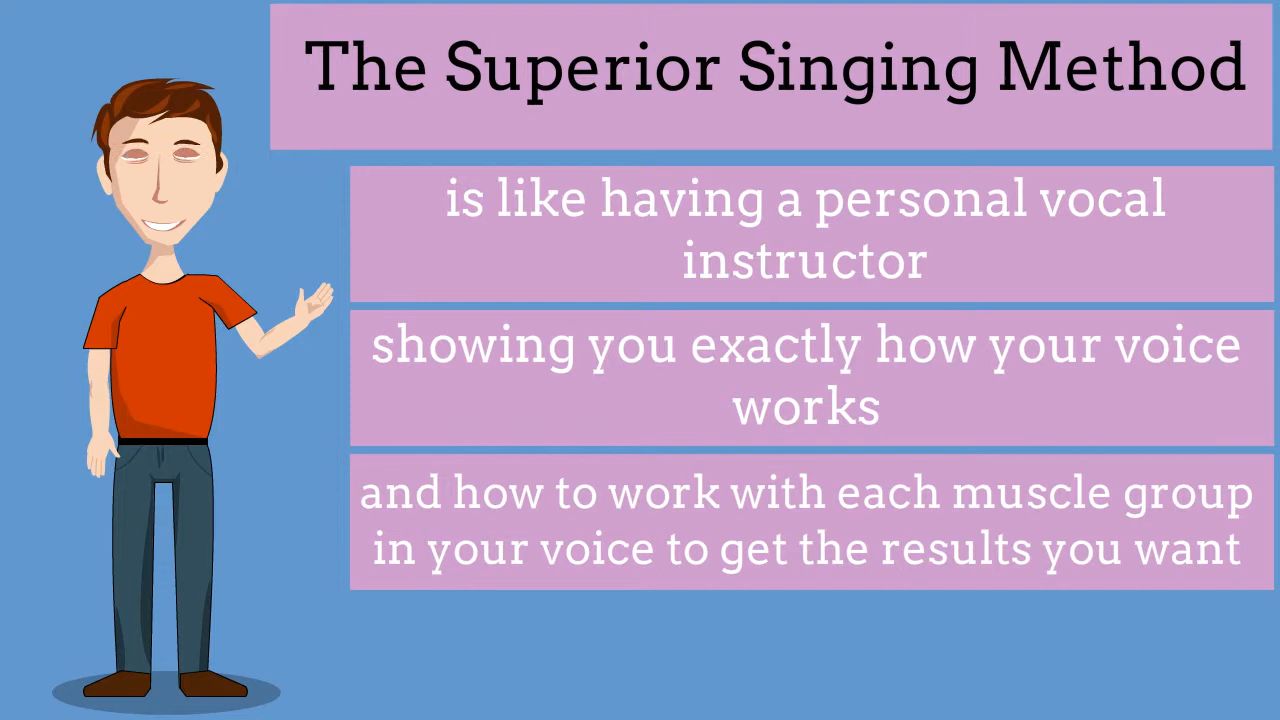 The Superior Singing Method
is like having a personal vocal
instructor
showing you exactly how your voice
works
and how to work with each muscle group
in your voice to get the results you want